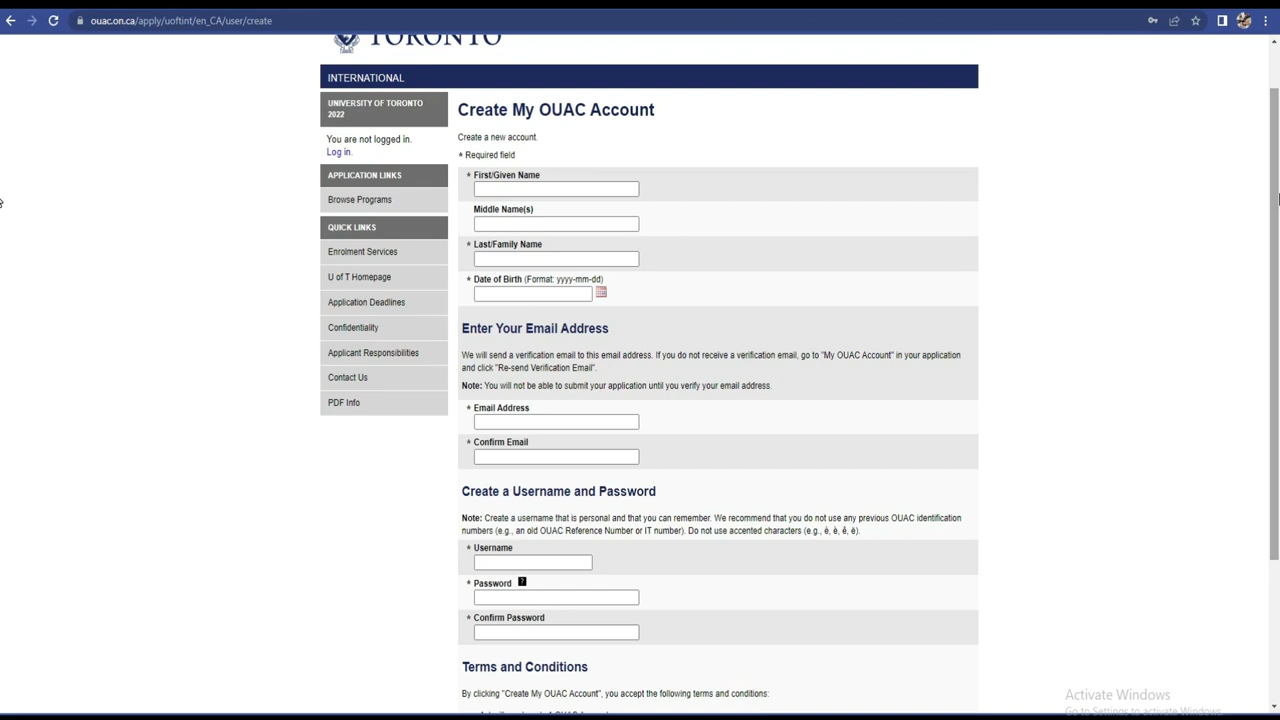 ouac.on.ca/apply/uoftint/en_CA/user/create
TORONTO
INTERNATIONAL
UNIVERSITY OF TORONTO
2022
You are not logged in.
Log in.
APPLICATION LINKS
Browse Programs
QUICK LINKS
Enrolment Services
U of T Homepage
Application Deadlines
Confidentiality
Applicant Responsibilities
Contact Us
PDF Info
Create My OUAC Account
Create a new account.
* Required field
* First/Given Name
Middle Name(s)
* Last/Family Name
* Date of Birth (Format: yyyy-mm-dd)
Enter Your Email Address
We will send a verification email to this email address. If you do not receive a verification email, go to "My OUAC Account" in your application
and click "Re-send Verification Email".
Note: You will not be able to submit your application until you verify your email address.
* Email Address
* Confirm Email
Create a Username and Password
Note: Create a username that is personal and that you can remember. We recommend that you do not use any previous OUAC identification
numbers (e.g., an old OUAC Reference Number or IT number). Do not use accented characters (e.g., è, é, ê, ë).
* Username
* Password ?
* Confirm Password
Terms and Conditions
By clicking "Create My OUAC Account", you accept the following terms and conditions:
Activate Windows
Go to Settings to activate Windows.